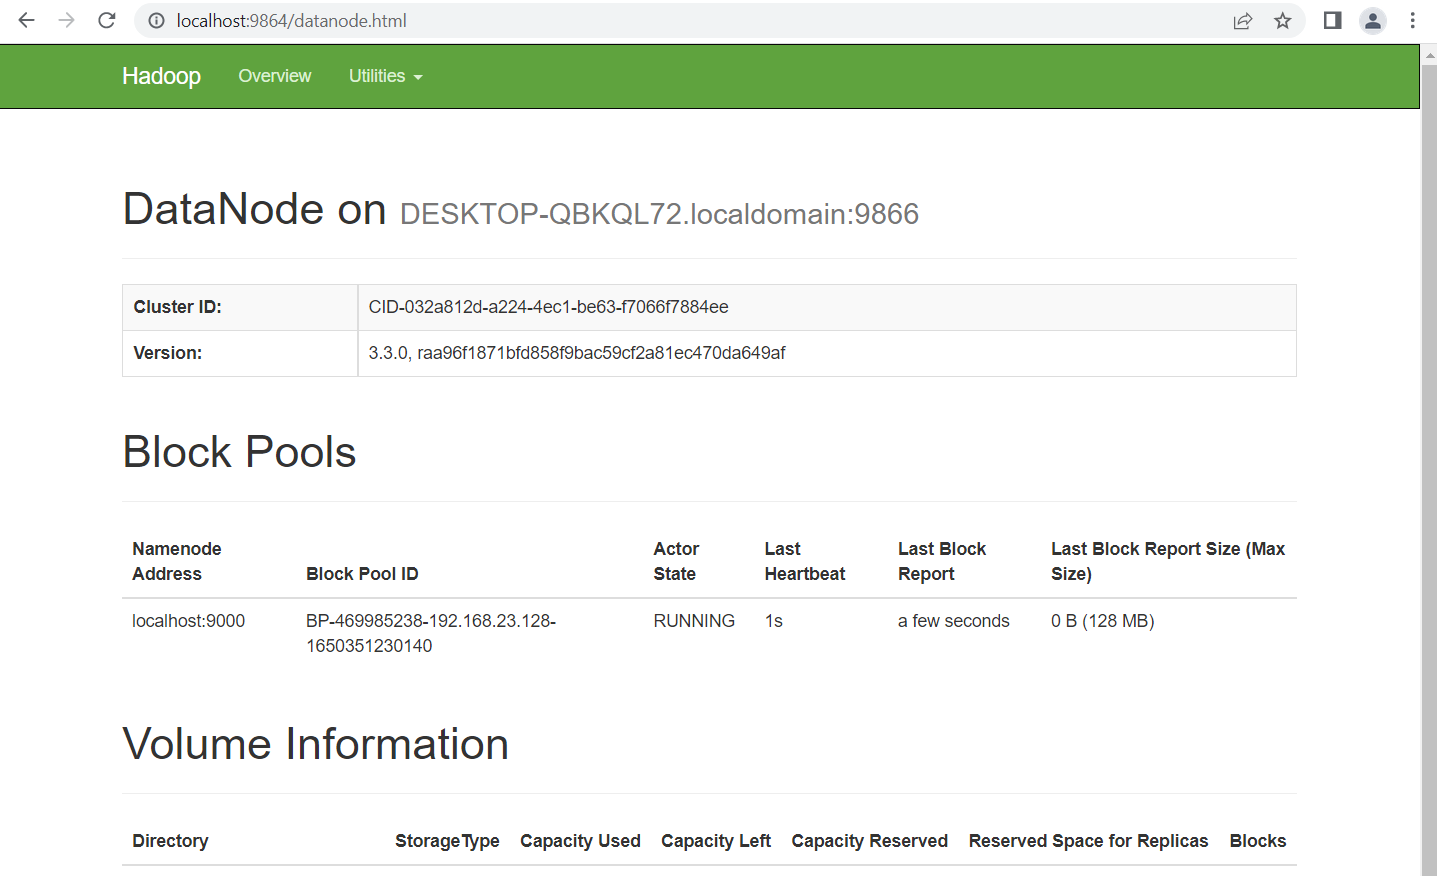 localhost:9864/datanode.html
Hadoop Overview Utilities
DataNode on DESKTOP-QBKQL72.localdomain:9866
Cluster ID: CID-032a812d-a224-4ec1-be63-f7066f7884ee
Version: 3.3.0, raa96f1871bfd858f9bac59cf2a81ec470da649af
Block Pools
Namenode Address Block Pool ID Actor State Last Heartbeat Last Block Report Last Block Report Size (Max Size)
localhost:9000 BP-469985238-192.168.23.128-1650351230140 RUNNING 1s a few seconds 0 B (128 MB)
Volume Information
Directory StorageType Capacity Used Capacity Left Capacity Reserved Reserved Space for Replicas Blocks